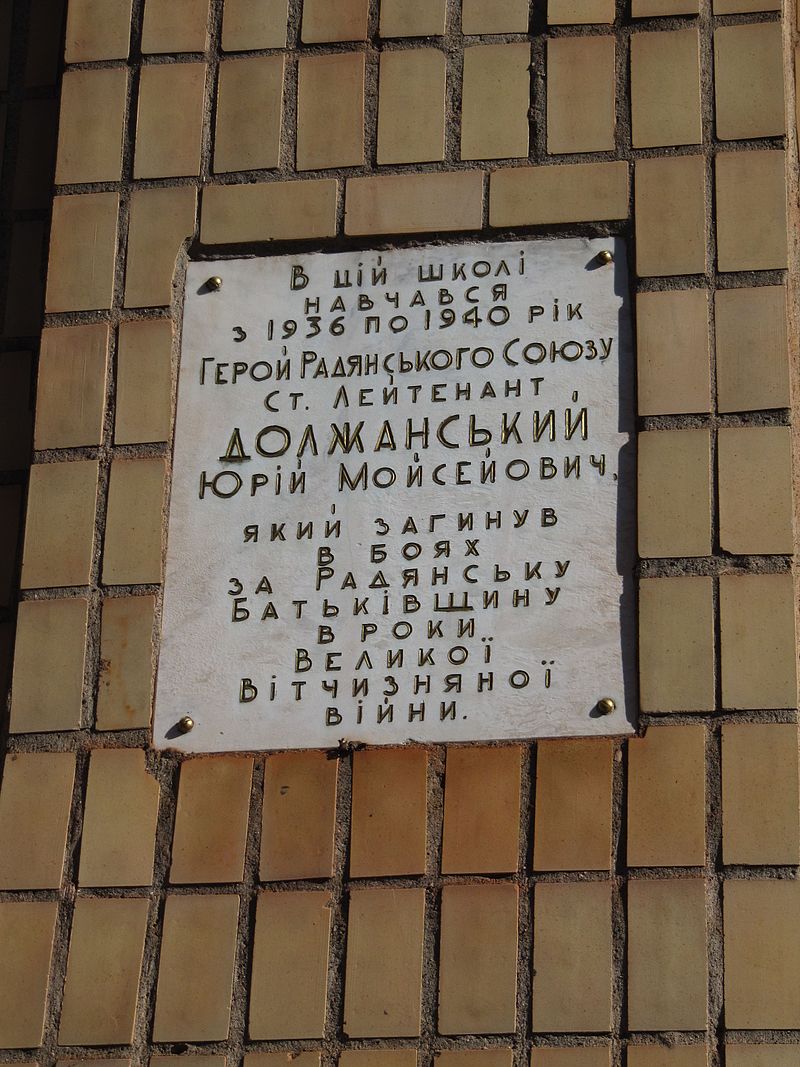 В цій школі
навчався
з 1936 по 1940 рік
Герой Радянського Союзу
ст. лейтенант
ДОЛЖАНСЬКИЙ
Юрій Мойсейович,
який загинув
в боях
за Радянську
Батьківщину
в роки
Великої
Вітчизняної
війни.